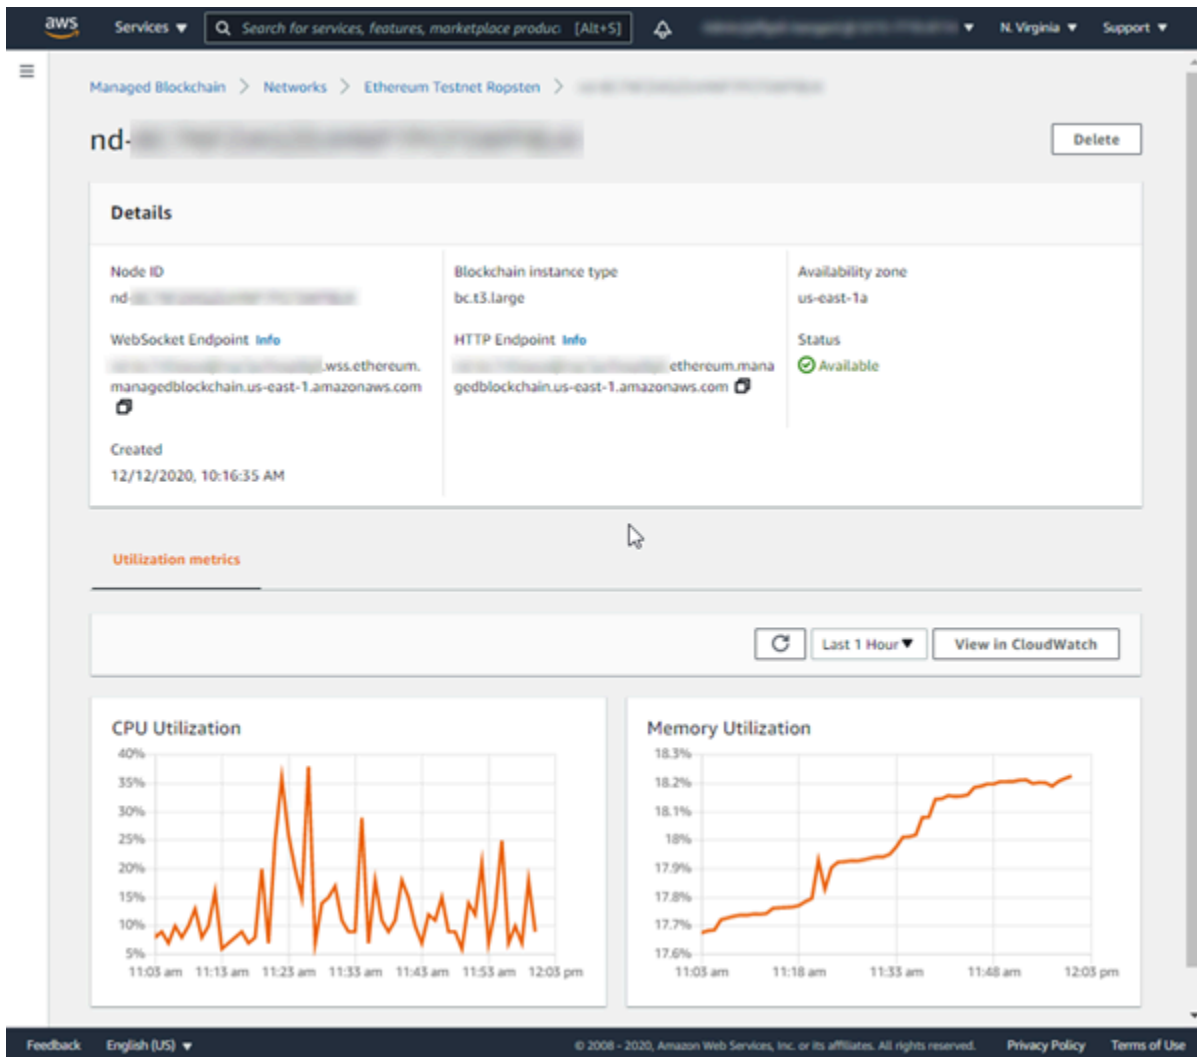 aws Services Search for services, features, marketplace produc [Alt+S] N. Virginia Support
Managed Blockchain > Networks > Ethereum Testnet Ropsten >
nd- Delete
Details
Node ID Blockchain instance type Availability zone
nd- bc.t3.large us-east-1a
WebSocket Endpoint Info HTTP Endpoint Info Status
.wss.ethereum. ethereum.mana Available
managedblockchain.us-east-1.amazonaws.com gedblockchain.us-east-1.amazonaws.com
Created
12/12/2020, 10:16:35 AM
Utilization metrics
Last 1 Hour View in CloudWatch
CPU Utilization
40%
35%
30%
25%
20%
15%
10%
5%
11:03 am 11:13 am 11:23 am 11:33 am 11:43 am 11:53 am 12:03 pm
Memory Utilization
18.3%
18.2%
18.1%
18%
17.9%
17.8%
17.7%
17.6%
11:03 am 11:18 am 11:33 am 11:48 am 12:03 pm
Feedback English (US) © 2008 - 2020, Amazon Web Services, Inc. or its affiliates. All rights reserved. Privacy Policy Terms of Use